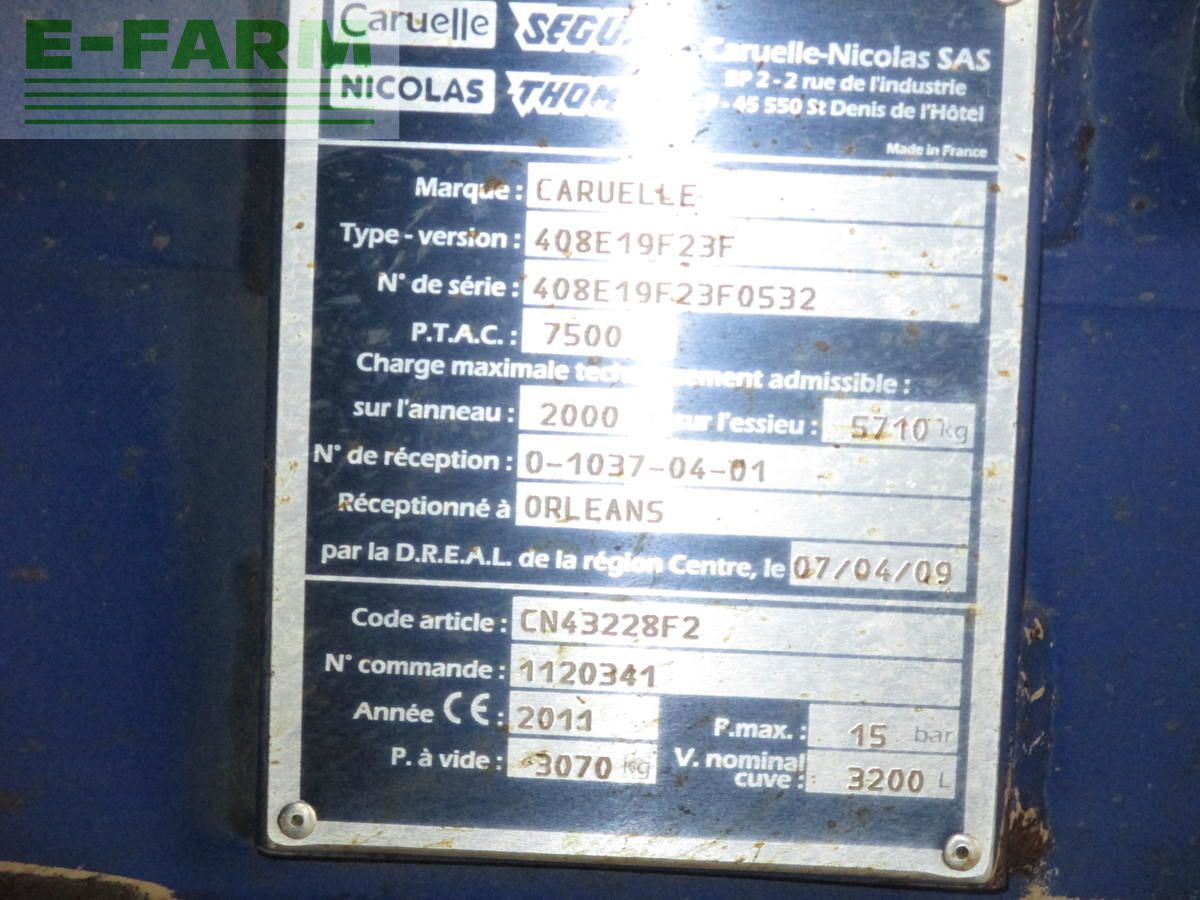 E-FARM
Caruelle
NICOLAS
Caruelle-Nicolas SAS
BP 2 - 2 rue de l'industrie
45 550 St Denis de l'Hôtel
Made in France
Marque : CARUELLE
Type - version : 408E19F23F
N° de série : 408E19F23F0532
P.T.A.C. : 7500
Charge maximale admissible :
sur l'anneau : 2000 sur l'essieu : 5710 kg
N° de réception : 0-1037-04-01
Réceptionné à ORLEANS
par la D.R.E.A.L. de la région Centre, le 07/04/09
Code article : CN43228F2
N° commande : 1120341
Année CE : 2011 P.max. : 15 bar
P. à vide : 3070 kg V. nominal
cuve : 3200 L